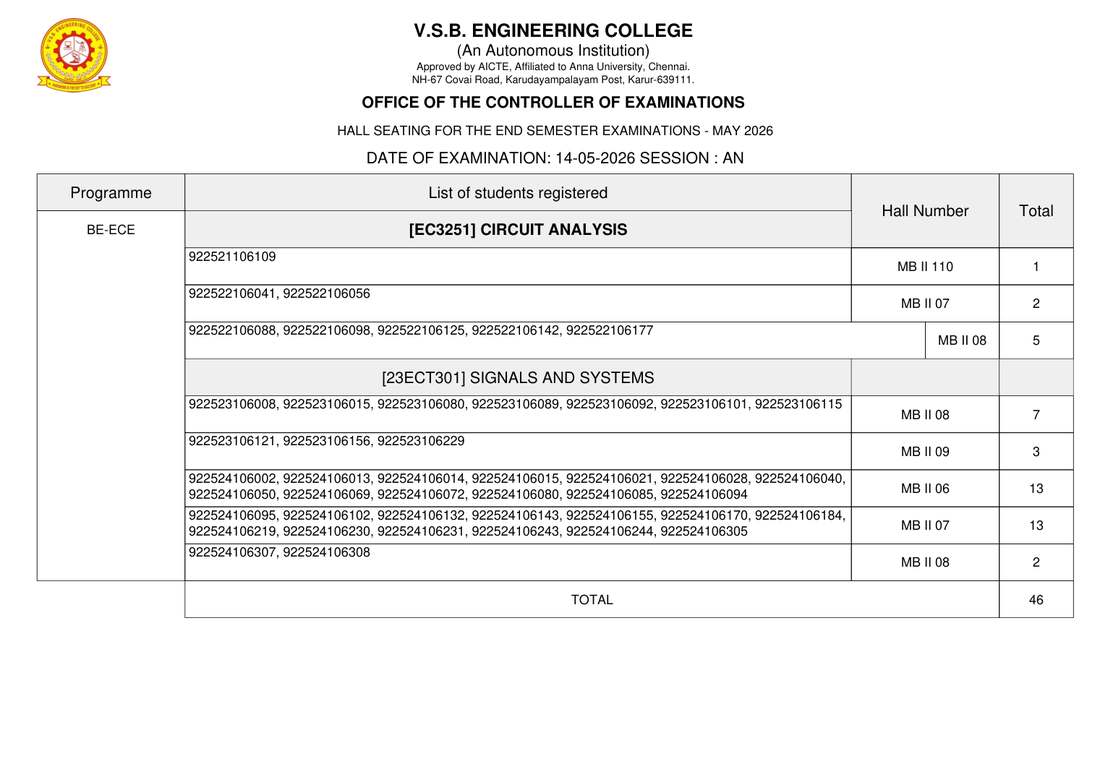 V.S.B. ENGINEERING COLLEGE
(An Autonomous Institution)
Approved by AICTE, Affiliated to Anna University, Chennai.
NH-67 Covai Road, Karudayampalayam Post, Karur-639111.
OFFICE OF THE CONTROLLER OF EXAMINATIONS
HALL SEATING FOR THE END SEMESTER EXAMINATIONS - MAY 2026
DATE OF EXAMINATION: 14-05-2026 SESSION : AN
Programme List of students registered Hall Number Total
BE-ECE [EC3251] CIRCUIT ANALYSIS
922521106109 MB II 110 1
922522106041, 922522106056 MB II 07 2
922522106088, 922522106098, 922522106125, 922522106142, 922522106177 MB II 08 5
[23ECT301] SIGNALS AND SYSTEMS
922523106008, 922523106015, 922523106080, 922523106089, 922523106092, 922523106101, 922523106115 MB II 08 7
922523106121, 922523106156, 922523106229 MB II 09 3
922524106002, 922524106013, 922524106014, 922524106015, 922524106021, 922524106028, 922524106040,
922524106050, 922524106069, 922524106072, 922524106080, 922524106085, 922524106094 MB II 06 13
922524106095, 922524106102, 922524106132, 922524106143, 922524106155, 922524106170, 922524106184,
922524106219, 922524106230, 922524106231, 922524106243, 922524106244, 922524106305 MB II 07 13
922524106307, 922524106308 MB II 08 2
TOTAL 46